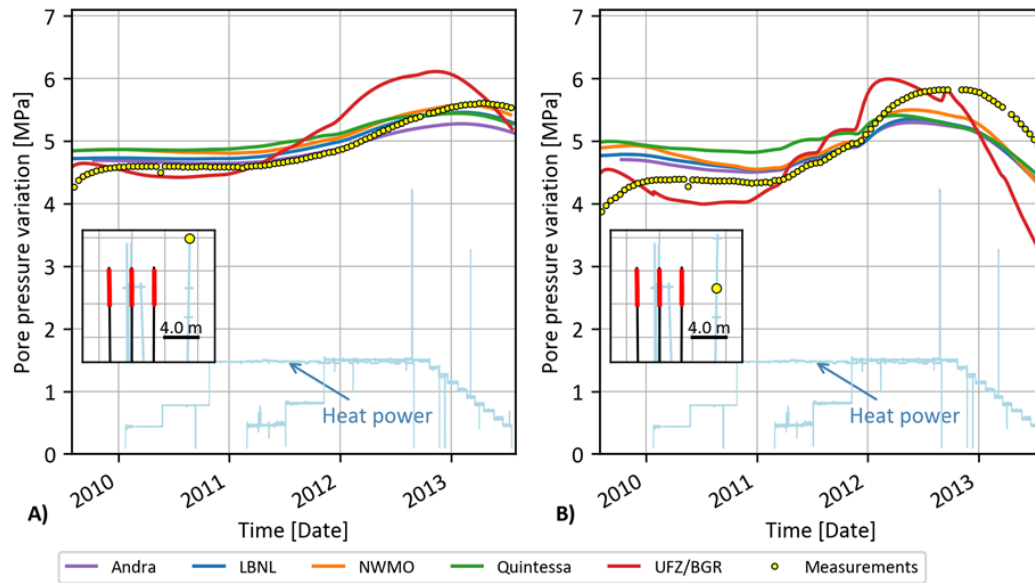 7
6
5
4
3
2
1
0
Pore pressure variation [MPa]
4.0 m
Heat power
2010
2011
2012
2013
Time [Date]
A)
7
6
5
4
3
2
1
0
Pore pressure variation [MPa]
4.0 m
Heat power
2010
2011
2012
2013
Time [Date]
B)
Andra LBNL NWMO Quintessa UFZ/BGR Measurements